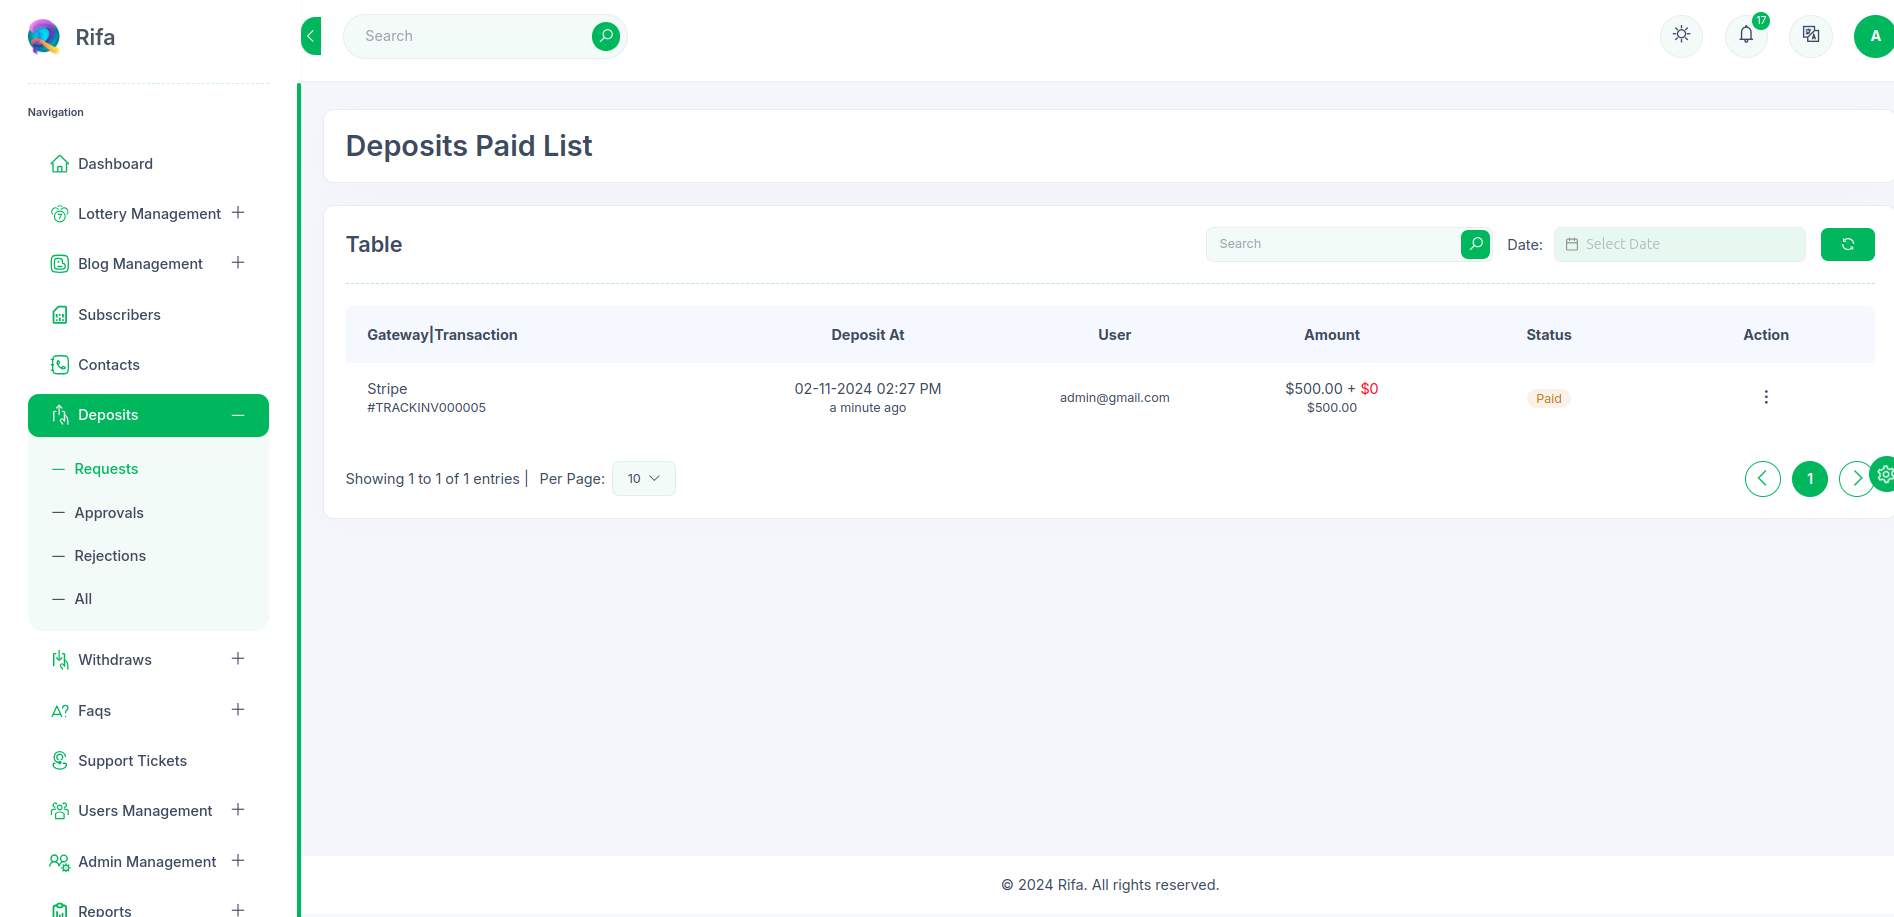 Rifa
Search
17
A
Navigation
Dashboard
Lottery Management
Blog Management
Subscribers
Contacts
Deposits
Requests
Approvals
Rejections
All
Withdraws
Faqs
Support Tickets
Users Management
Admin Management
Reports
Deposits Paid List
Table
Search
Date:
Select Date
Gateway|Transaction Deposit At User Amount Status Action
Stripe 02-11-2024 02:27 PM admin@gmail.com $500.00 + $0 Paid
#TRACKINV000005 a minute ago $500.00
Showing 1 to 1 of 1 entries | Per Page: 10
1
© 2024 Rifa. All rights reserved.